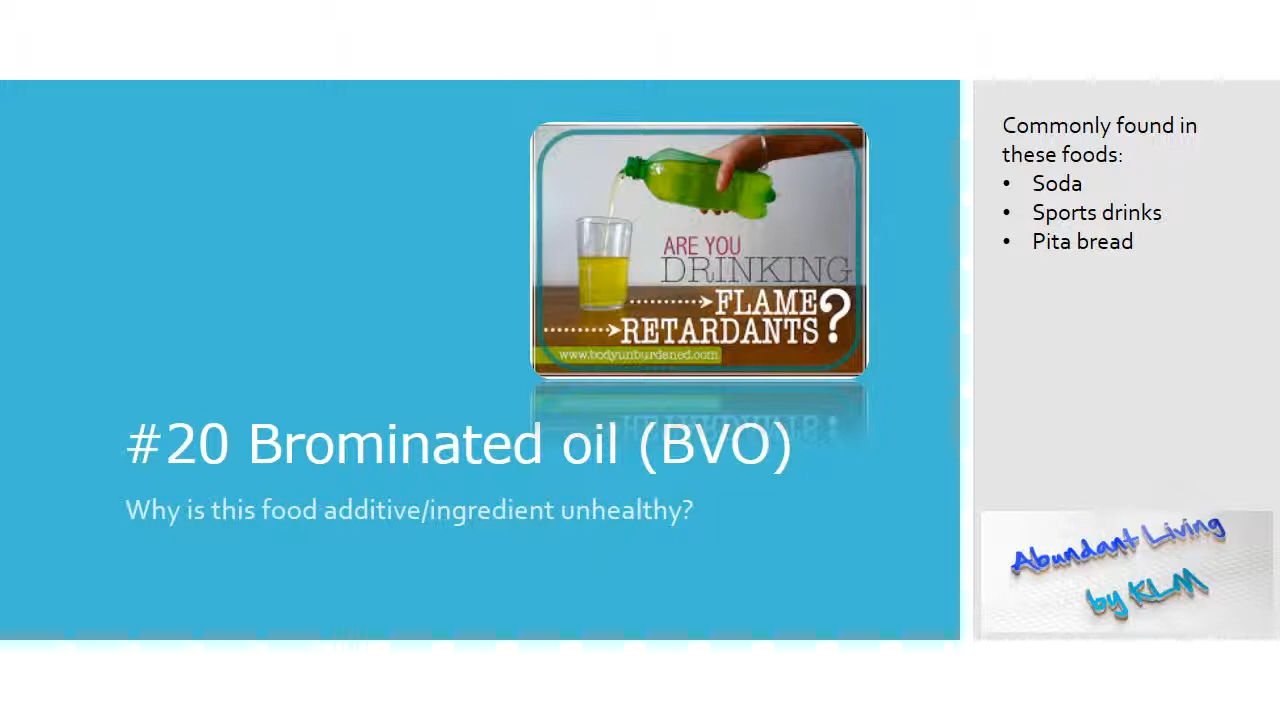 ARE YOU
DRINKING
FLAME
RETARDANTS?
www.bodyunburdened.com
#20 Brominated oil (BVO)
Why is this food additive/ingredient unhealthy?
Commonly found in
these foods:
• Soda
• Sports drinks
• Pita bread
Abundant Living
by KLM